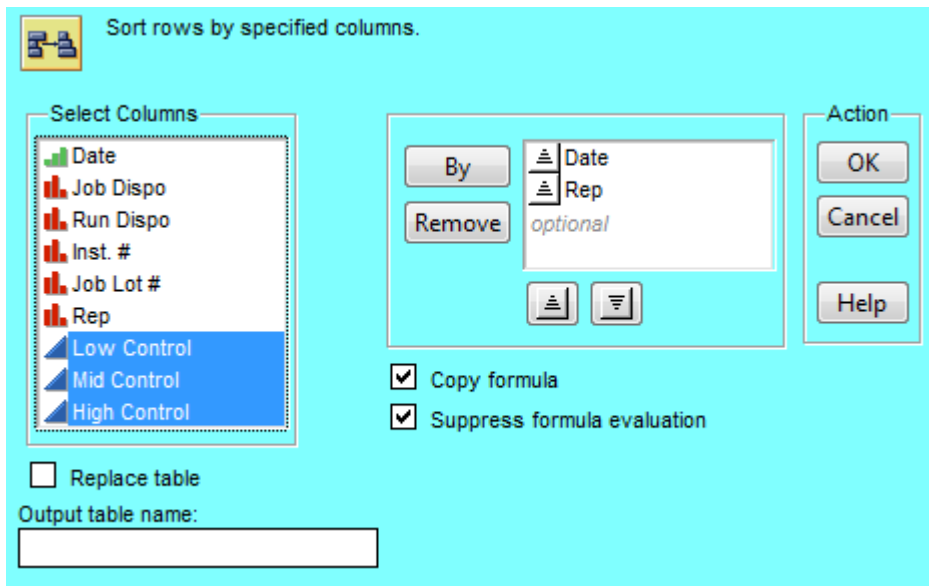 Sort rows by specified columns.
Select Columns
Date
Job Dispo
Run Dispo
Inst. #
Job Lot #
Rep
Low Control
Mid Control
High Control
Replace table
Output table name:
By
Remove
Date
Rep
optional
Copy formula
Suppress formula evaluation
Action
OK
Cancel
Help